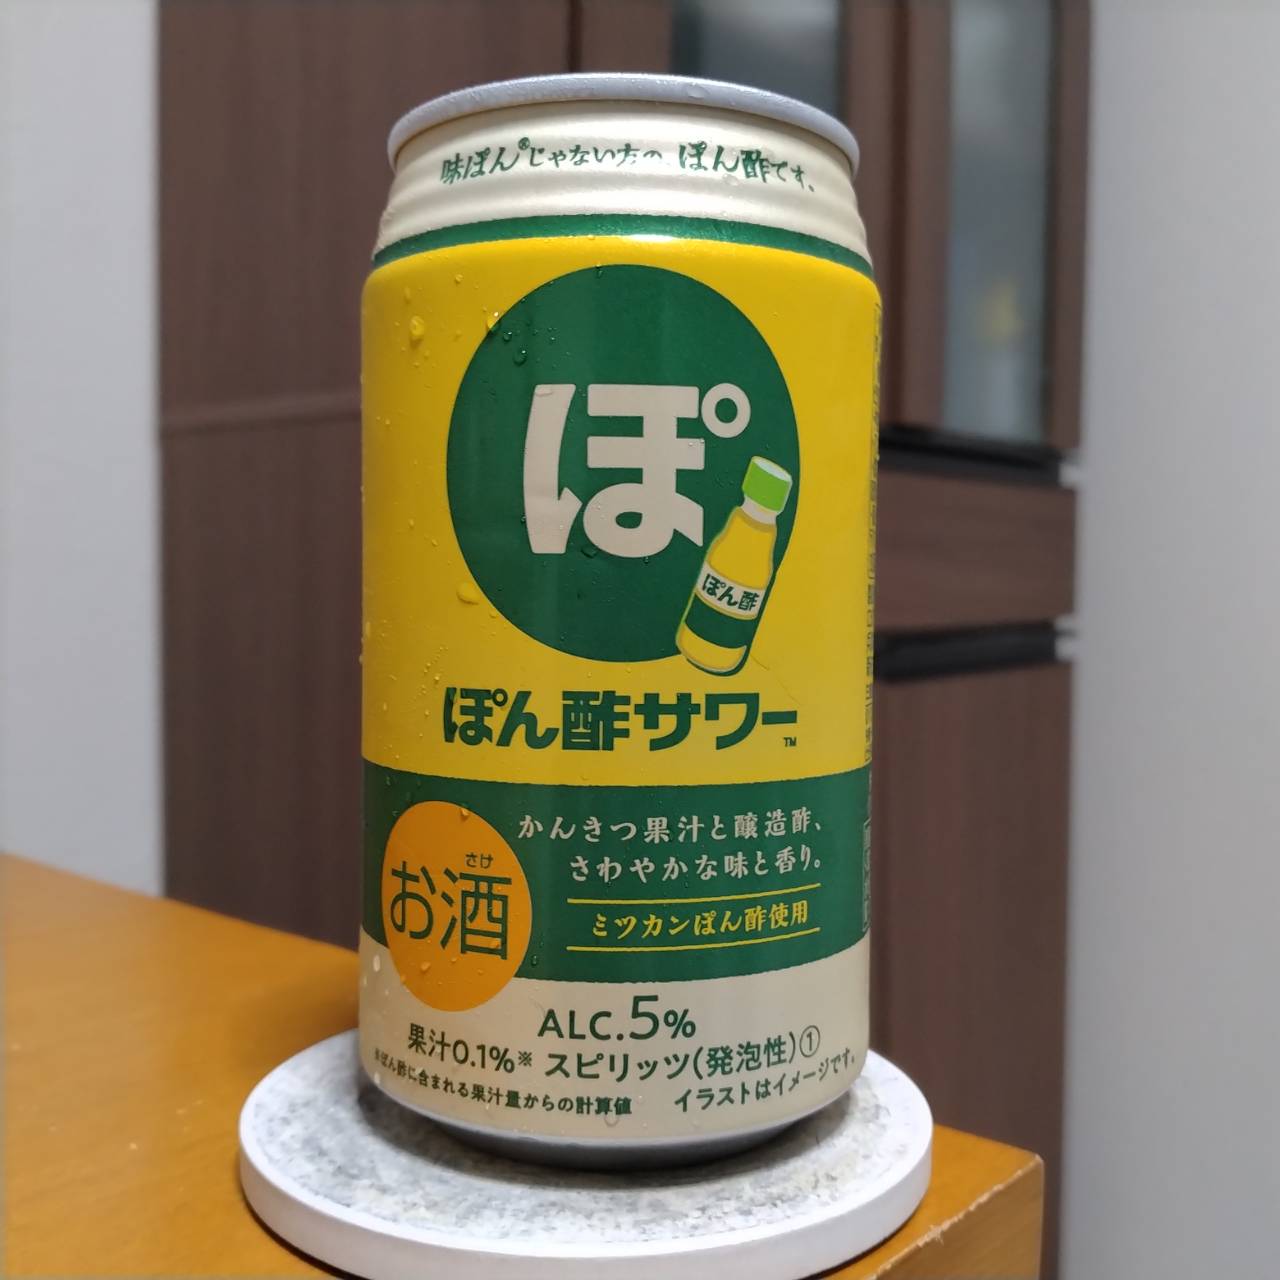 味ぽん®じゃない方の、ぽん酢です。
ぽ
ぽん酢
ぽん酢サワー™
かんきつ果汁と醸造酢、
さわやかな味と香り。
さけ
お酒
ミツカンぽん酢使用
ALC.5%
果汁0.1%※ スピリッツ(発泡性)①
※ぽん酢に含まれる果汁量からの計算値
イラストはイメージです。